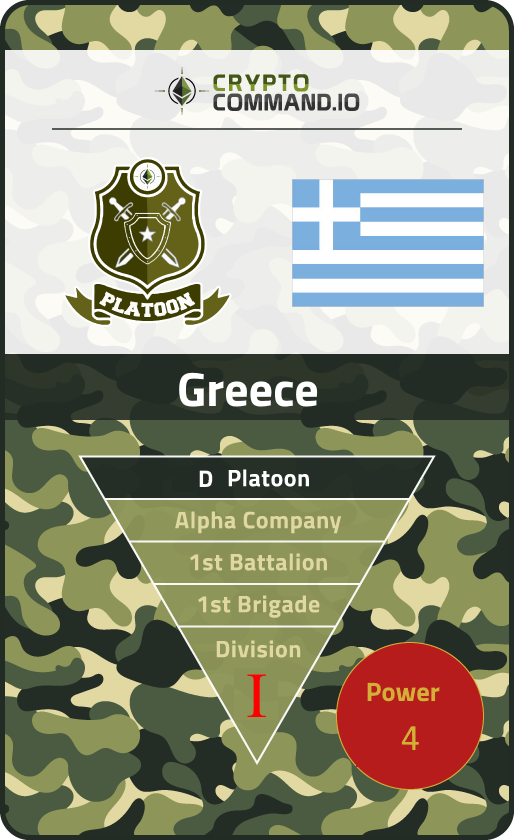 CRYPTO
COMMAND.IO
PLATOON
Greece
D Platoon
Alpha Company
1st Battalion
1st Brigade
Division
I
Power
4